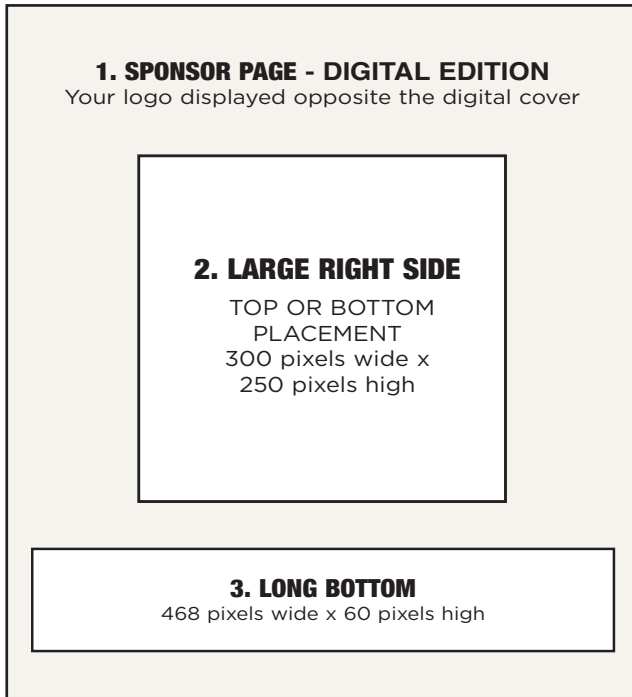 1. SPONSOR PAGE - DIGITAL EDITION
Your logo displayed opposite the digital cover
2. LARGE RIGHT SIDE
TOP OR BOTTOM
PLACEMENT
300 pixels wide x
250 pixels high
3. LONG BOTTOM
468 pixels wide x 60 pixels high